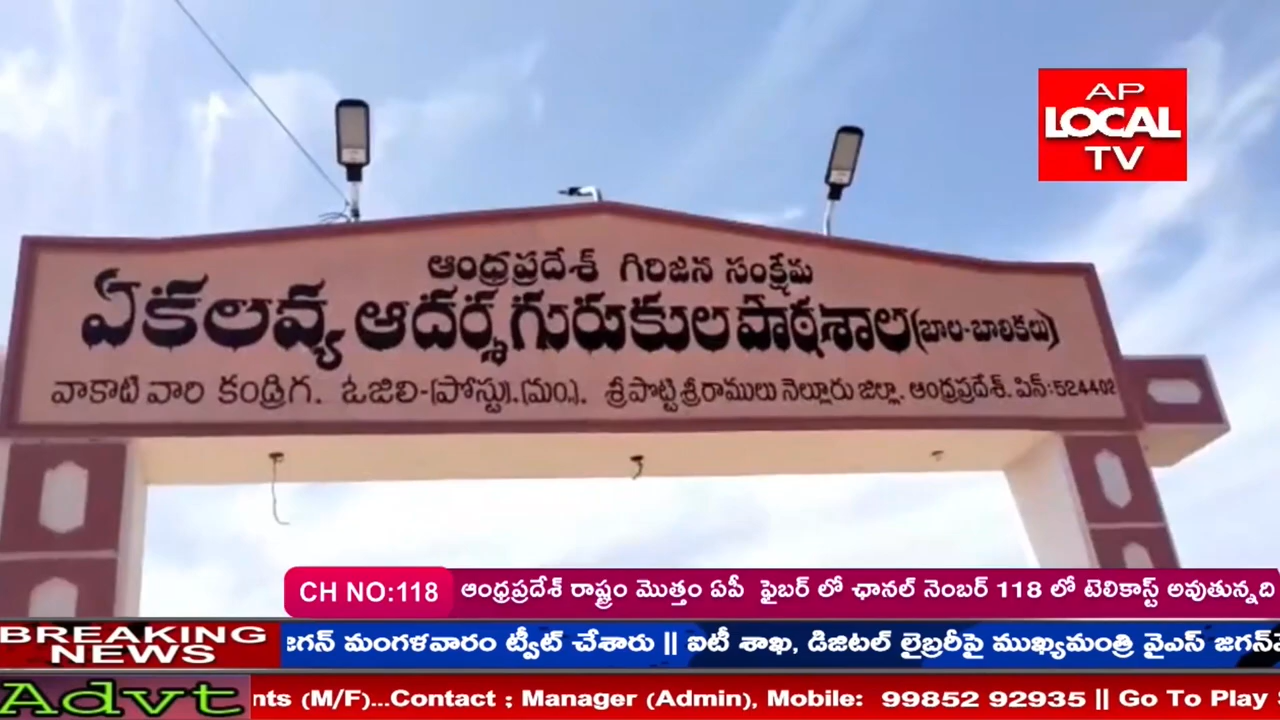 AP
LOCAL
TV
ఆంధ్రప్రదేశ్ గిరిజన సంక్షేమ
ఏకలవ్య ఆదర్శ గురుకుల పాఠశాల (బాల-బాలికలు)
వాకాటి వారి కండ్రిగ. ఓజిలి-(పోస్టు).(మం). శ్రీపొట్టి శ్రీరాములు నెల్లూరు జిల్లా. ఆంధ్రప్రదేశ్. పిన్:524402
CH NO:118 ఆంధ్రప్రదేశ్ రాష్ట్రం మొత్తం ఏపీ ఫైబర్ లో ఛానల్ నెంబర్ 118 లో టెలికాస్ట్ అవుతున్నది
BREAKING NEWS జగన్ మంగళవారం ట్వీట్ చేశారు || ఐటీ శాఖ, డిజిటల్ లైబ్రరీపై ముఖ్యమంత్రి వైఎస్ జగన్
Advt nts (M/F)...Contact ; Manager (Admin), Mobile: 99852 92935 || Go To Play